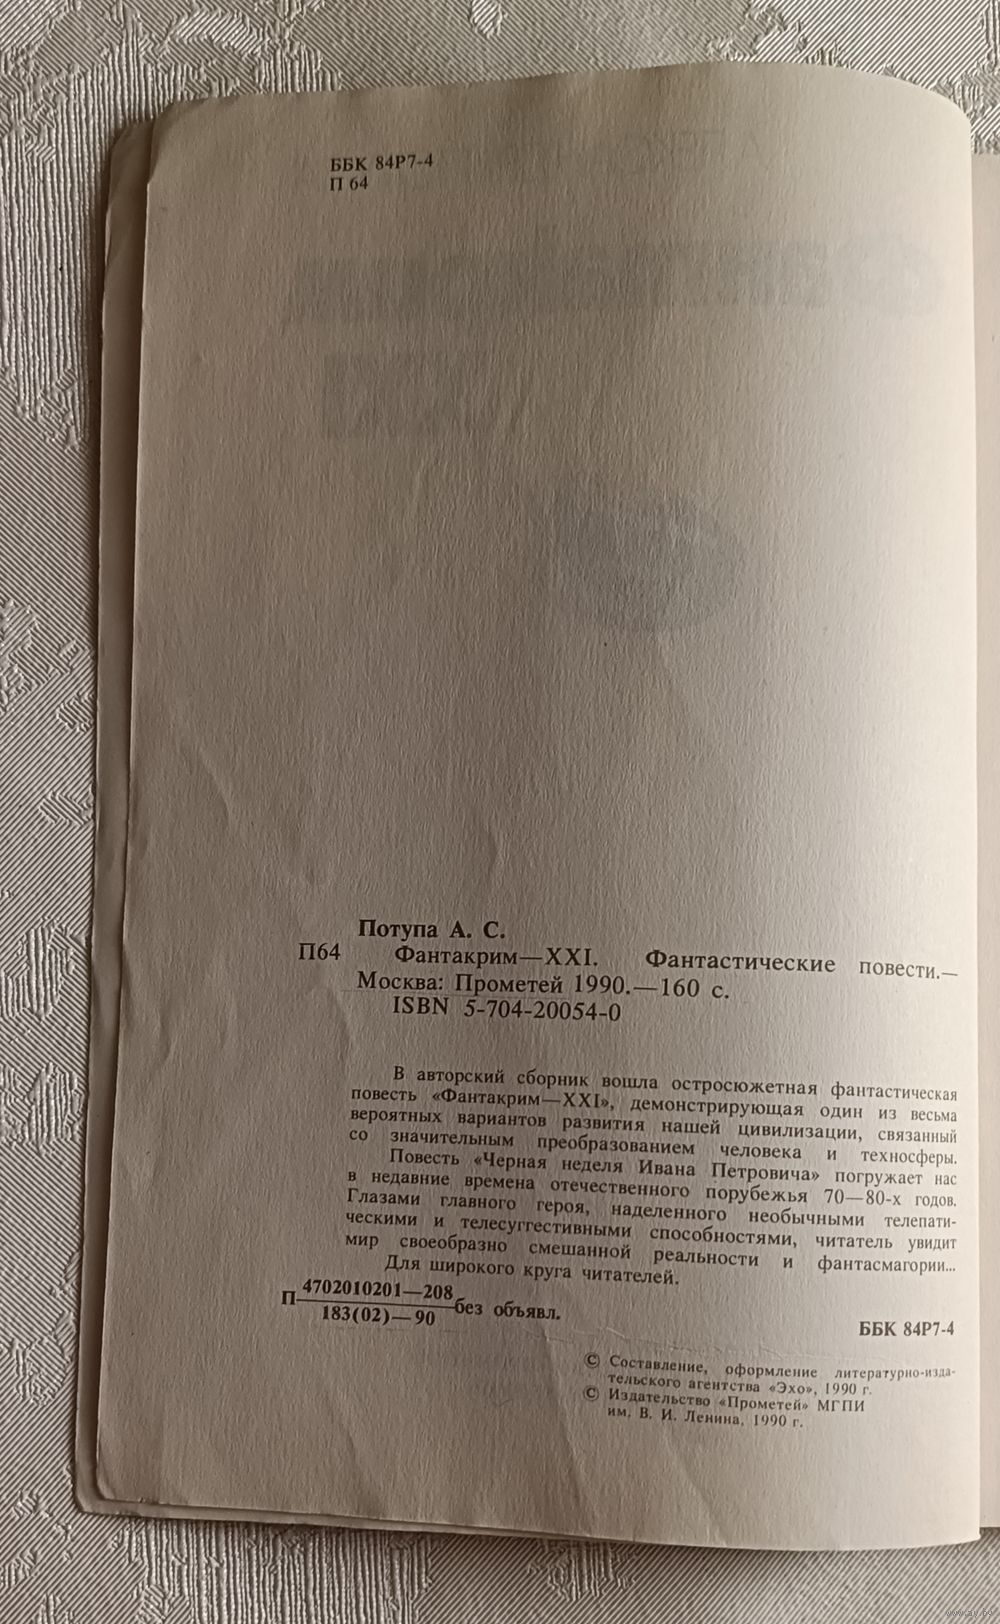 ББК 84Р7-4
П 64
Потупа А. С.
П64 Фантакрим—XXI. Фантастические повести.—
Москва: Прометей 1990.—160 с.
ISBN 5-704-20054-0
В авторский сборник вошла остросюжетная фантастическая
повесть «Фантакрим—XXI», демонстрирующая один из весьма
вероятных вариантов развития нашей цивилизации, связанный
со значительным преобразованием человека и техносферы.
Повесть «Черная неделя Ивана Петровича» погружает нас
в недавние времена отечественного порубежья 70—80-х годов.
Глазами главного героя, наделенного необычными телепати-
ческими и телесуггестивными способностями, читатель увидит
мир своеобразно смешанной реальности и фантасмагории...
Для широкого круга читателей.
П 4702010201—208
183(02)—90 без объявл.
ББК 84Р7-4
© Составление, оформление литературно-изда-
тельского агентства «Эхо», 1990 г.
© Издательство «Прометей» МГПИ
им. В. И. Ленина, 1990 г.